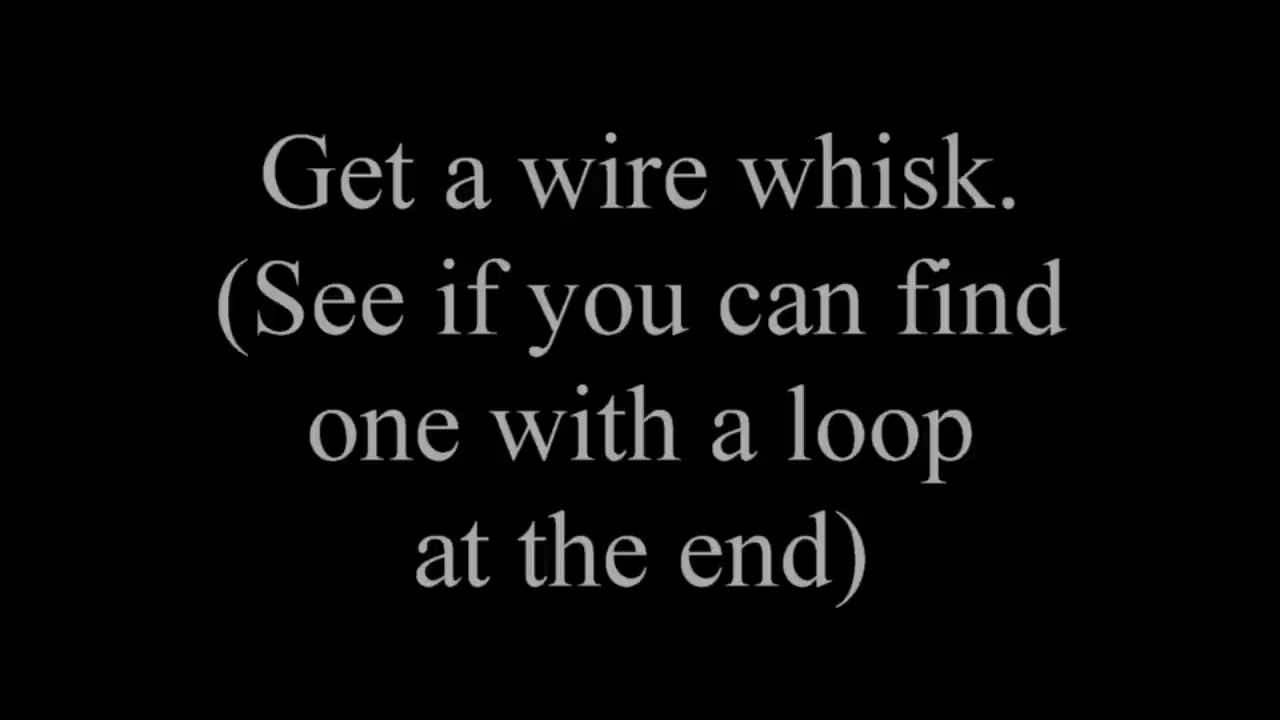 Get a wire whisk.
(See if you can find
one with a loop
at the end)